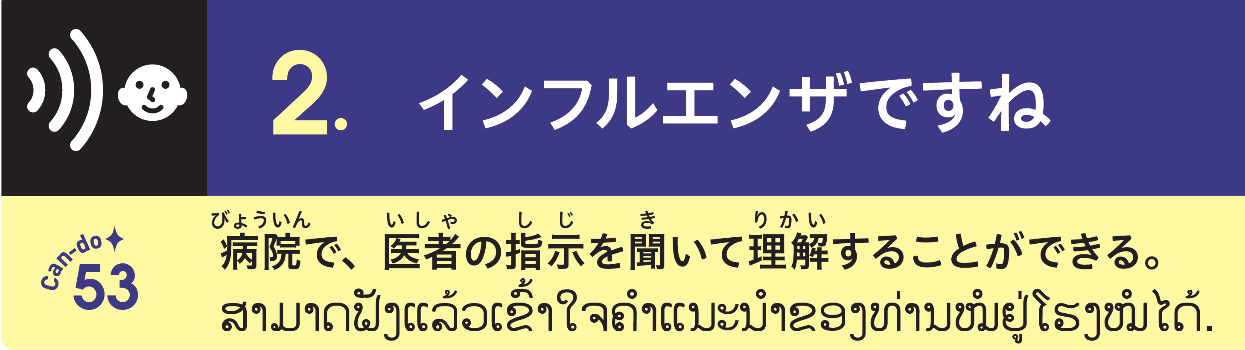 2. インフルエンザですね
Can-do 53
びょういん いしゃ しじ き りかい
病院で、医者の指示を聞いて理解することができる。
ສາມາດຟັງແລ້ວເຂົ້າໃຈຄຳແນະນຳຂອງທ່ານໝໍຢູ່ໂຮງໝໍໄດ້.